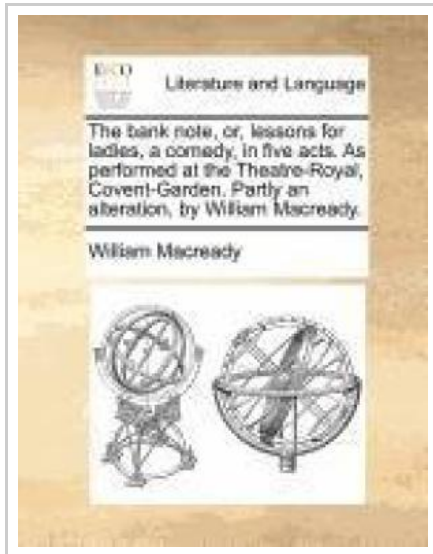 ECCO
Literature and Language
The bank note, or, lessons for
ladies, a comedy, in five acts. As
performed at the Theatre-Royal,
Covent-Garden. Partly an
alteration, by William Macready.
William Macready